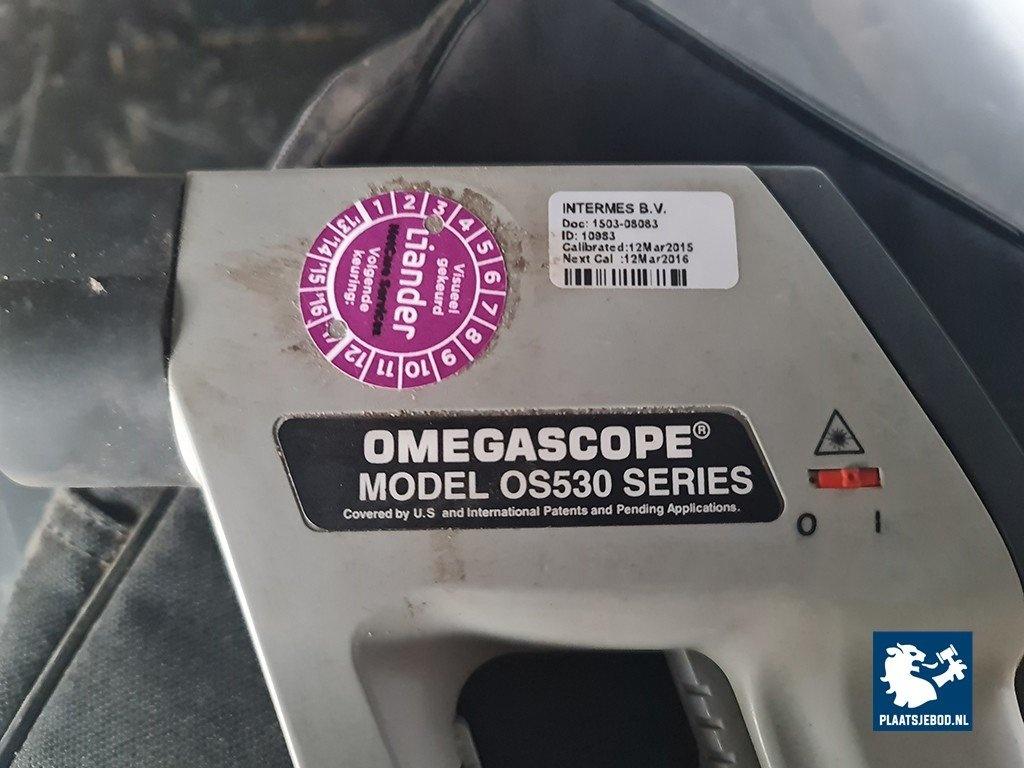 '13 1 2 3 4 5 6 7 8 9 10 11 12
'14 '15 '16
Liander
Visueel
gekeurd
Volgende
keuring:
INTERMES B.V.
Doc: 1503-08083
ID: 10983
Calibrated:12Mar2015
Next Cal :12Mar2016
OMEGASCOPE®
MODEL OS530 SERIES
Covered by U.S and International Patents and Pending Applications.
O I
PLAATSJEBOD.NL